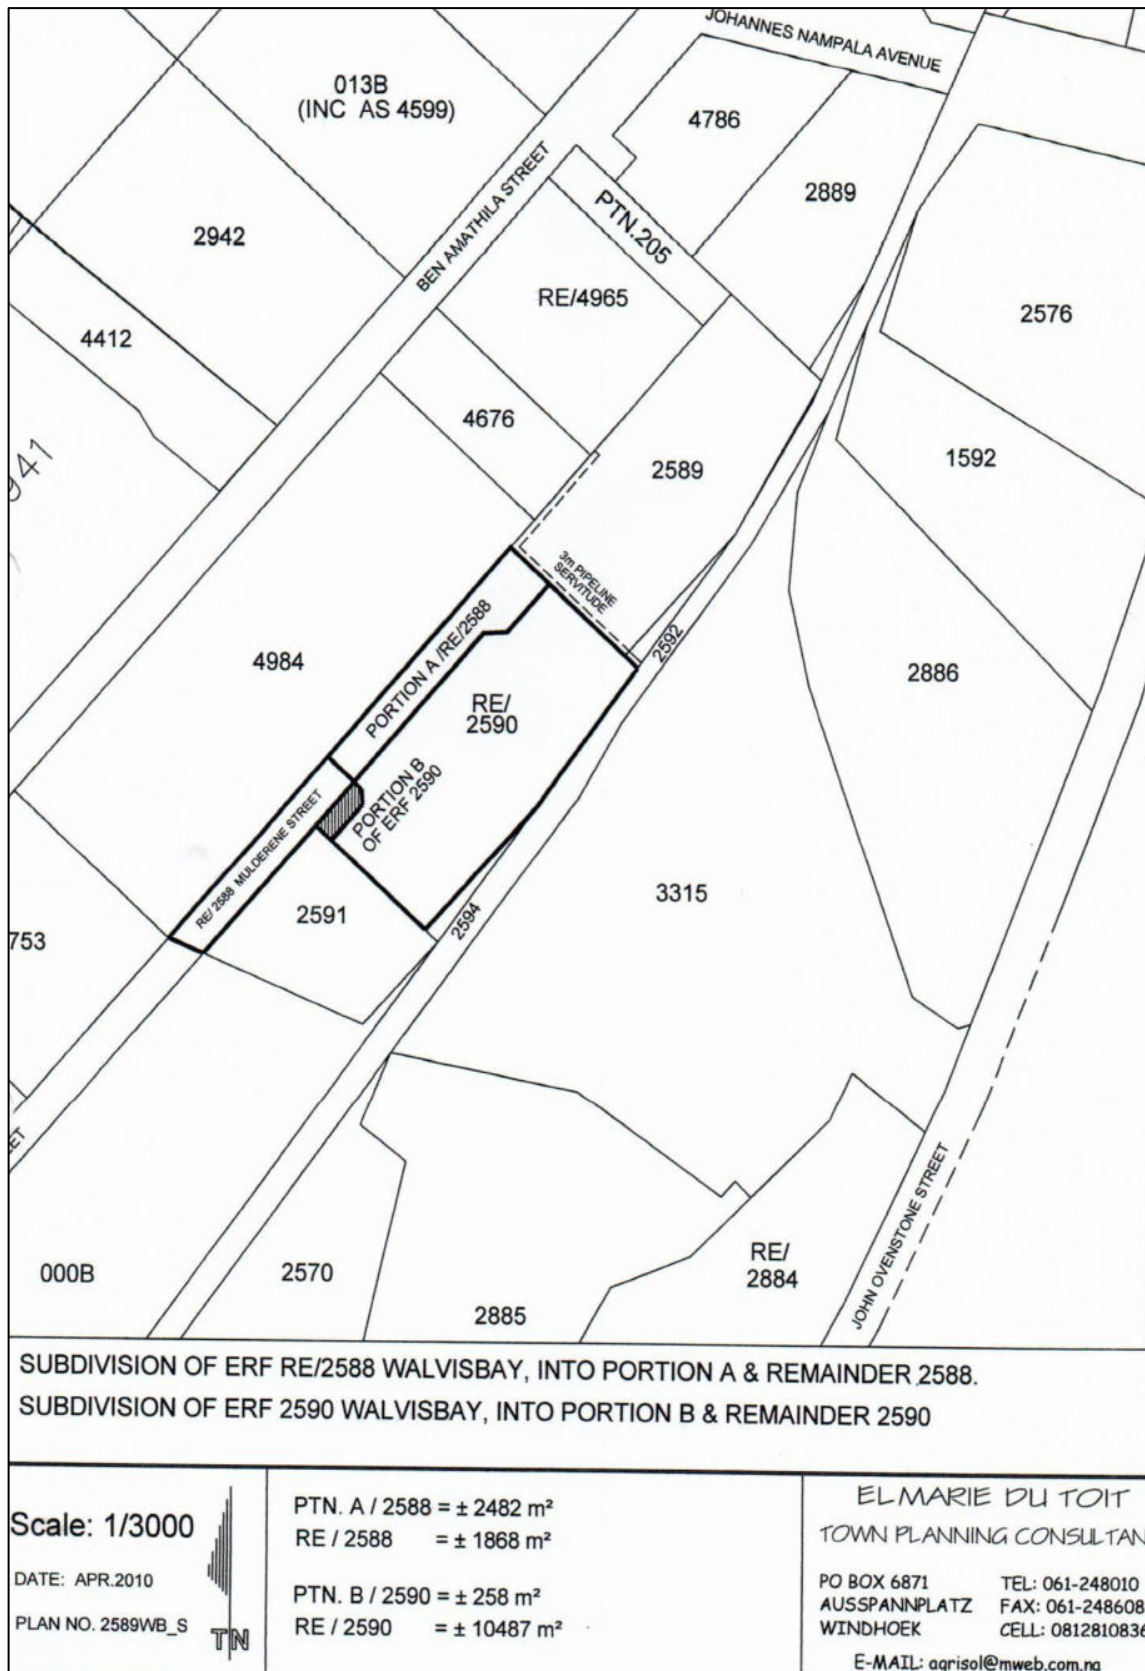 JOHANNES NAMPALA AVENUE
013B
(INC AS 4599)
4786
BEN AMATHILA STREET
2889
PTN.205
2942
RE/4965
2576
4412
4676
2589
1592
941
3m PIPELINE
SERVITUDE
PORTION A /RE/2588
2592
4984
2886
RE/
2590
PORTION B
OF ERF 2590
RE/ 2588 MULDERENE STREET
3315
2591
2594
753
EET
JOHN OVENSTONE STREET
000B
2570
RE/
2884
2885
SUBDIVISION OF ERF RE/2588 WALVISBAY, INTO PORTION A & REMAINDER 2588.
SUBDIVISION OF ERF 2590 WALVISBAY, INTO PORTION B & REMAINDER 2590
Scale: 1/3000
DATE: APR.2010
PLAN NO. 2589WB_S
TN
PTN. A / 2588 = ± 2482 m²
RE / 2588 = ± 1868 m²
PTN. B / 2590 = ± 258 m²
RE / 2590 = ± 10487 m²
ELMARIE DU TOIT
TOWN PLANNING CONSULTAN
PO BOX 6871 TEL: 061-248010
AUSSPANNPLATZ FAX: 061-248608
WINDHOEK CELL: 0812810836
E-MAIL: agrisol@mweb.com.na